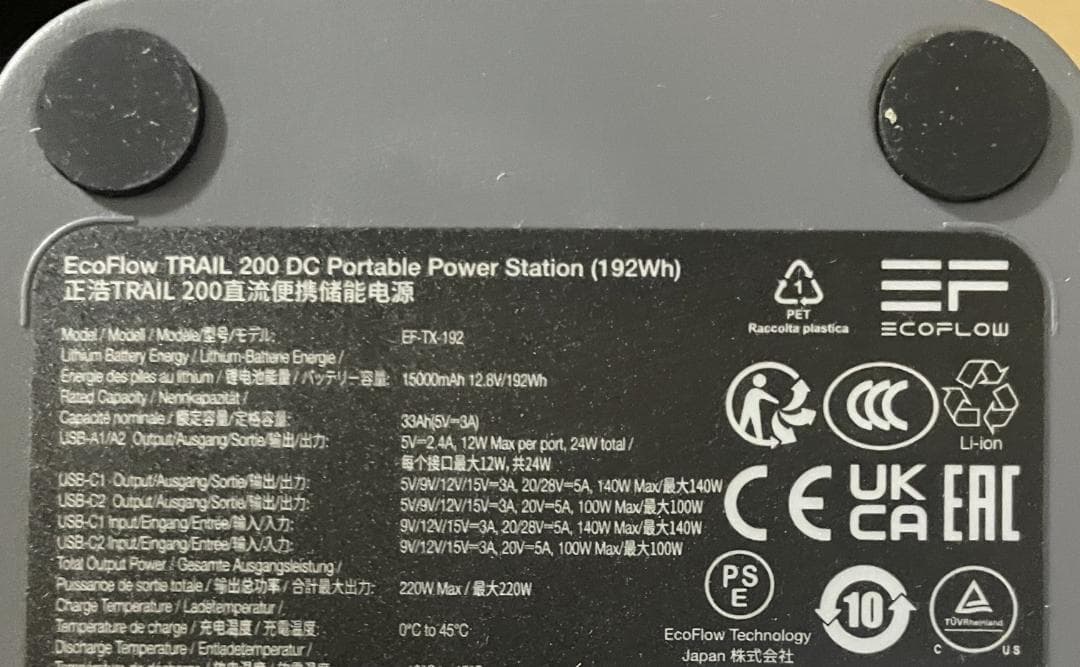 EcoFlow TRAIL 200 DC Portable Power Station (192Wh)
正浩TRAIL 200直流便携储能电源
Model / Modell / Modèle/型号/モデル: EF-TX-192
Lithium Battery Energy / Lithium-Batterie Energie /
Énergie des piles au lithium / 锂电池能量 / バッテリー容量: 15000mAh 12.8V/192Wh
Rated Capacity / Nennkapazität /
Capacité nominale / 额定容量/定格容量: 33Ah(5V⎓3A)
USB-A1/A2 Output/Ausgang/Sortie/输出/出力: 5V⎓2.4A, 12W Max per port, 24W total /
每个接口最大12W, 共24W
USB-C1 Output/Ausgang/Sortie/输出/出力: 5V/9V/12V/15V⎓3A, 20/28V⎓5A, 140W Max/最大140W
USB-C2 Output/Ausgang/Sortie/输出/出力: 5V/9V/12V/15V⎓3A, 20V⎓5A, 100W Max/最大100W
USB-C1 Input/Eingang/Entrée/输入/入力: 9V/12V/15V⎓3A, 20/28V⎓5A, 140W Max/最大140W
USB-C2 Input/Eingang/Entrée/输入/入力: 9V/12V/15V⎓3A, 20V⎓5A, 100W Max/最大100W
Total Output Power / Gesamte Ausgangsleistung /
Puissance de sortie totale / 输出总功率 / 合計最大出力: 220W Max / 最大220W
Charge Temperature / Ladetemperatur /
Température de charge / 充电温度 / 充電温度: 0°C to 45°C
Discharge Temperature / Entladetemperatur /
1
PET
Raccolta plastica
EF
ECOFLOW
CCC
Li-ion
CE
UK
CA
EAC
PS
E
10
TÜVRheinland
C US
EcoFlow Technology
Japan 株式会社